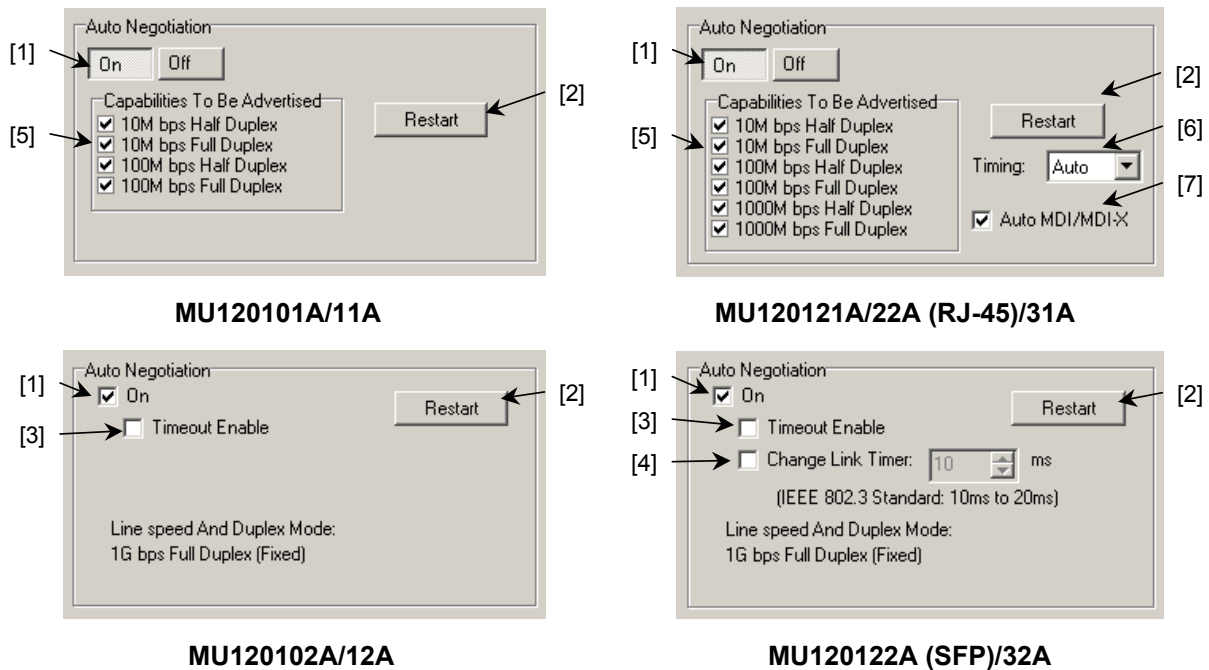 Auto Negotiation
[1]
On
Off
Capabilities To Be Advertised
[5]
10M bps Half Duplex
10M bps Full Duplex
100M bps Half Duplex
100M bps Full Duplex
Restart
[2]
MU120101A/11A
Auto Negotiation
[1]
On
Off
Capabilities To Be Advertised
[5]
10M bps Half Duplex
10M bps Full Duplex
100M bps Half Duplex
100M bps Full Duplex
1000M bps Half Duplex
1000M bps Full Duplex
[2]
Restart
[6]
Timing: Auto
[7]
Auto MDI/MDI-X
MU120121A/22A (RJ-45)/31A
Auto Negotiation
[1]
On
Restart
[2]
[3]
Timeout Enable
Line speed And Duplex Mode:
1G bps Full Duplex (Fixed)
MU120102A/12A
Auto Negotiation
[1]
On
Restart
[2]
[3]
Timeout Enable
[4]
Change Link Timer: 10 ms
(IEEE 802.3 Standard: 10ms to 20ms)
Line speed And Duplex Mode:
1G bps Full Duplex (Fixed)
MU120122A (SFP)/32A